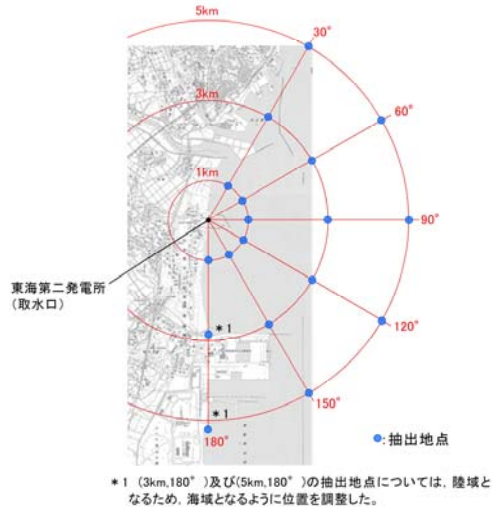 5km
30°
3km
60°
1km
90°
東海第二発電所
(取水口)
120°
*1
150°
*1
180°
●:抽出地点
*1 (3km,180°)及び(5km,180°)の抽出地点については,陸域と
なるため,海域となるように位置を調整した。